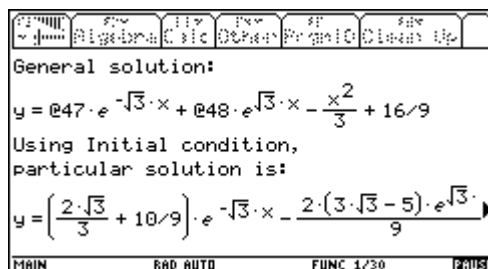 Algebra Calc Other PrgmIO Clean Up
General solution:
y = @47·e^(-√3·x) + @48·e^(√3·x) - x²/3 + 16/9
Using Initial condition,
particular solution is:
y = (2·√3/3 + 10/9)·e^(-√3·x) - 2·(3·√3-5)·e^(√3·)/9
MAIN RAD AUTO FUNC 1/30 PAUSE